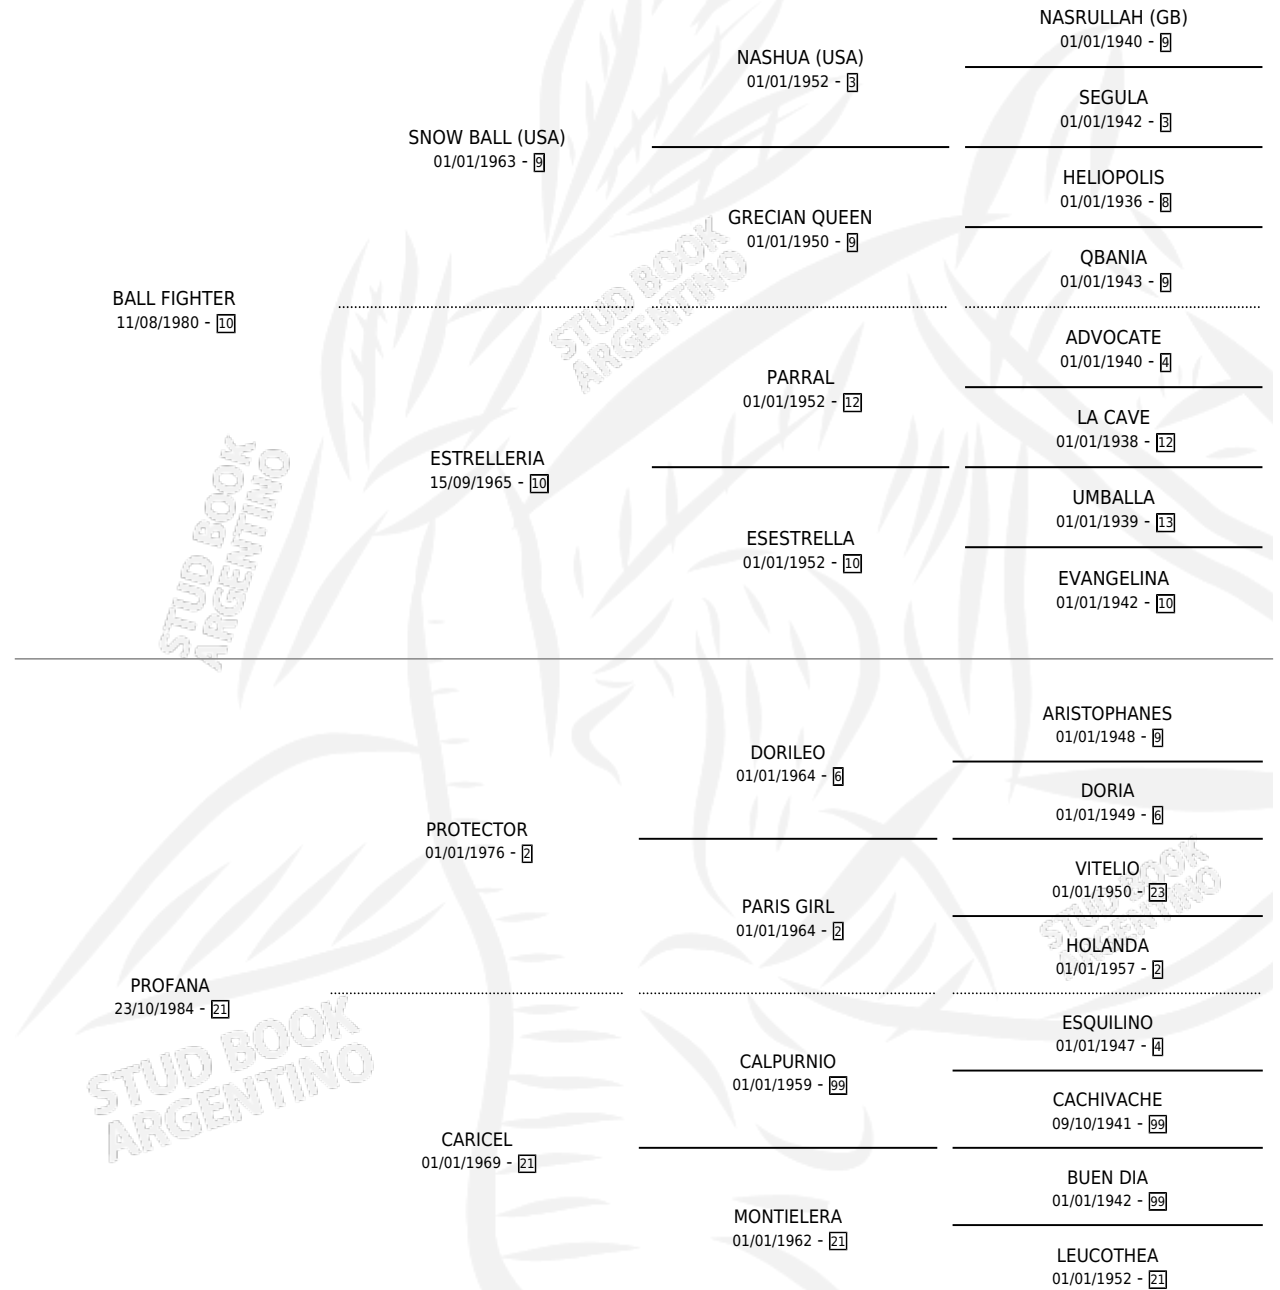 NASRULLAH (GB)
01/01/1940 - 9
NASHUA (USA)
01/01/1952 - 3
SEGULA
01/01/1942 - 3
SNOW BALL (USA)
01/01/1963 - 9
HELIOPOLIS
01/01/1936 - 8
GRECIAN QUEEN
01/01/1950 - 9
QBANIA
01/01/1943 - 9
BALL FIGHTER
11/08/1980 - 10
STUD BOOK
ARGENTINO
ADVOCATE
01/01/1940 - 4
PARRAL
01/01/1952 - 12
LA CAVE
01/01/1938 - 12
ESTRELLERIA
15/09/1965 - 10
UMBALLA
01/01/1939 - 13
ESESTRELLA
01/01/1952 - 10
EVANGELINA
01/01/1942 - 10
STUD BOOK
ARGENTINO
ARISTOPHANES
01/01/1948 - 9
DORILEO
01/01/1964 - 6
DORIA
01/01/1949 - 6
PROTECTOR
01/01/1976 - 2
VITELIO
01/01/1950 - 23
PARIS GIRL
01/01/1964 - 2
HOLANDA
01/01/1957 - 2
STUD BOOK
ARGENTINO
PROFANA
23/10/1984 - 21
STUD BOOK
ARGENTINO
ESQUILINO
01/01/1947 - 4
CALPURNIO
01/01/1959 - 99
CACHIVACHE
09/10/1941 - 99
CARICEL
01/01/1969 - 21
BUEN DIA
01/01/1942 - 99
MONTIELERA
01/01/1962 - 21
LEUCOTHEA
01/01/1952 - 21